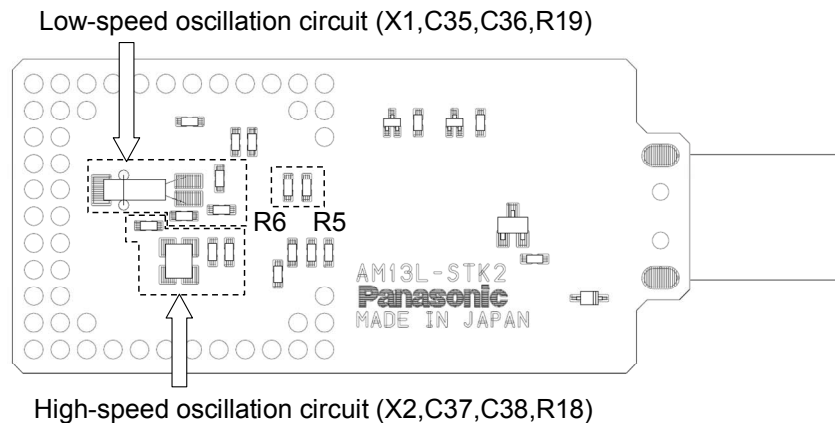 Low-speed oscillation circuit (X1,C35,C36,R19)
R6 R5
AM13L-STK2
Panasonic
MADE IN JAPAN
High-speed oscillation circuit (X2,C37,C38,R18)